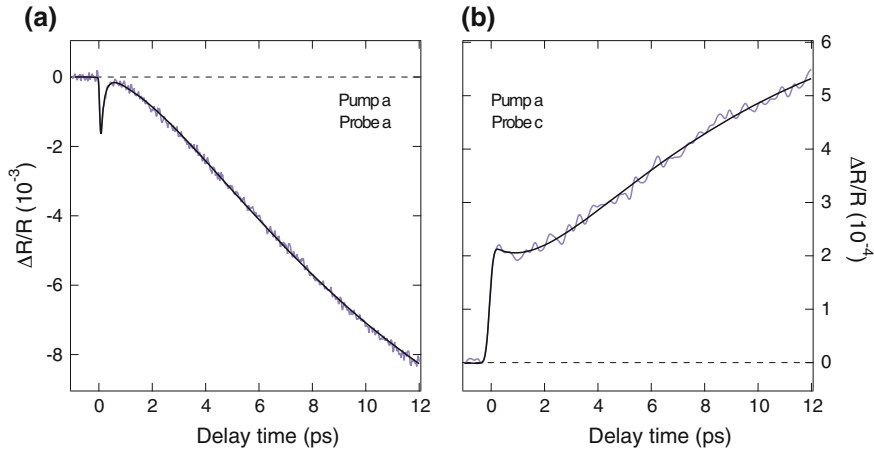 (a)
(b)
0
-2
-4
-6
-8
ΔR/R (10⁻³)
Pump a
Probe a
0 2 4 6 8 10 12
Delay time (ps)
Pump a
Probe c
6
5
4
3
2
1
0
ΔR/R (10⁻⁴)
0 2 4 6 8 10 12
Delay time (ps)